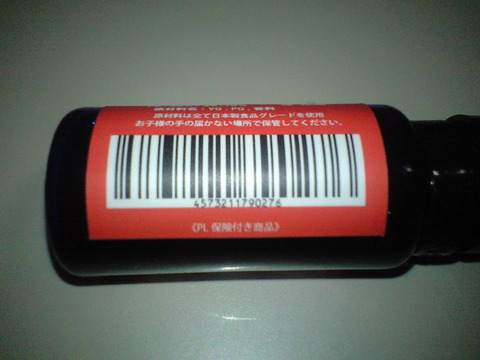 原材料名：VG，PG，香料
原材料は全て日本製食品グレードを使用
お子様の手の届かない場所で保管してください。
4573211790276
《PL 保険付き商品》